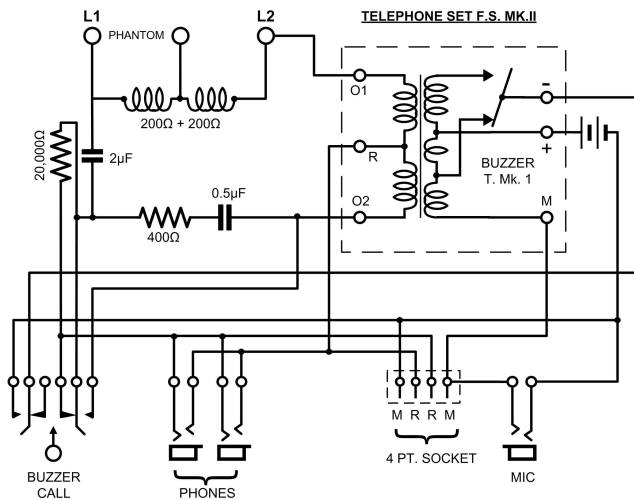 TELEPHONE SET F.S. MK.II
L1 PHANTOM L2
O1
-
200Ω + 200Ω
20,000Ω
2μF
R
+
BUZZER
T. Mk. 1
0.5μF
O2
M
400Ω
M R R M
4 PT. SOCKET
MIC
BUZZER
CALL
PHONES